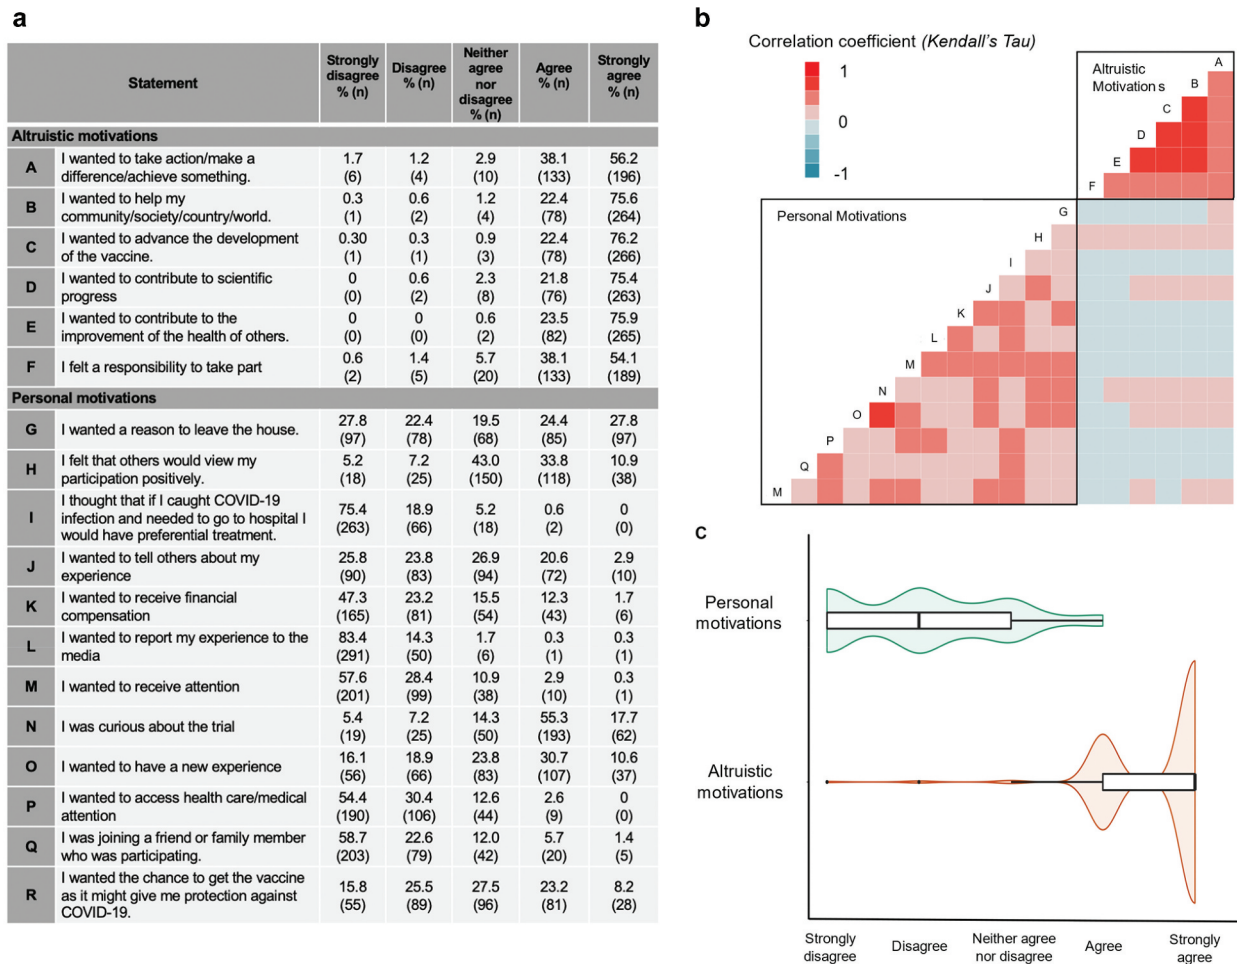 a
Statement
Strongly
disagree
% (n)
Disagree
% (n)
Neither
agree
nor
disagree
% (n)
Agree
% (n)
Strongly
agree
% (n)
Altruistic motivations
A
I wanted to take action/make a
difference/achieve something.
1.7 1.2 2.9 38.1 56.2
(6) (4) (10) (133) (196)
B
I wanted to help my
community/society/country/world.
0.3 0.6 1.2 22.4 75.6
(1) (2) (4) (78) (264)
C
I wanted to advance the development
of the vaccine.
0.30 0.3 0.9 22.4 76.2
(1) (1) (3) (78) (266)
D
I wanted to contribute to scientific
progress
0 0.6 2.3 21.8 75.4
(0) (2) (8) (76) (263)
E
I wanted to contribute to the
improvement of the health of others.
0 0 0.6 23.5 75.9
(0) (0) (2) (82) (265)
F
I felt a responsibility to take part
0.6 1.4 5.7 38.1 54.1
(2) (5) (20) (133) (189)
Personal motivations
G
I wanted a reason to leave the house.
27.8 22.4 19.5 24.4 27.8
(97) (78) (68) (85) (97)
H
I felt that others would view my
participation positively.
5.2 7.2 43.0 33.8 10.9
(18) (25) (150) (118) (38)
I
I thought that if I caught COVID-19
infection and needed to go to hospital I
would have preferential treatment.
75.4 18.9 5.2 0.6 0
(263) (66) (18) (2) (0)
J
I wanted to tell others about my
experience
25.8 23.8 26.9 20.6 2.9
(90) (83) (94) (72) (10)
K
I wanted to receive financial
compensation
47.3 23.2 15.5 12.3 1.7
(165) (81) (54) (43) (6)
L
I wanted to report my experience to the
media
83.4 14.3 1.7 0.3 0.3
(291) (50) (6) (1) (1)
M
I wanted to receive attention
57.6 28.4 10.9 2.9 0.3
(201) (99) (38) (10) (1)
N
I was curious about the trial
5.4 7.2 14.3 55.3 17.7
(19) (25) (50) (193) (62)
O
I wanted to have a new experience
16.1 18.9 23.8 30.7 10.6
(56) (66) (83) (107) (37)
P
I wanted to access health care/medical
attention
54.4 30.4 12.6 2.6 0
(190) (106) (44) (9) (0)
Q
I was joining a friend or family member
who was participating.
58.7 22.6 12.0 5.7 1.4
(203) (79) (42) (20) (5)
R
I wanted the chance to get the vaccine
as it might give me protection against
COVID-19.
15.8 25.5 27.5 23.2 8.2
(55) (89) (96) (81) (28)
b
Correlation coefficient (Kendall's Tau)
1
0
-1
Altruistic
Motivations
A
B
C
D
E
F
Personal Motivations
G
H
I
J
K
L
M
N
O
P
Q
M
c
Personal
motivations
Altruistic
motivations
Strongly
disagree
Disagree
Neither agree
nor disagree
Agree
Strongly
agree